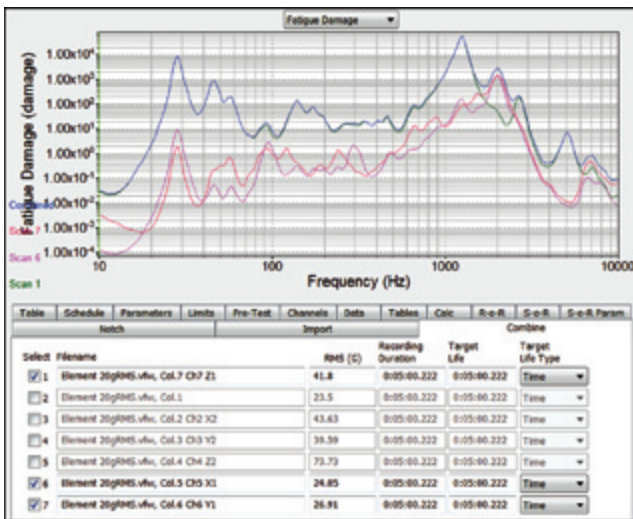 Fatigue Damage
1.00x10⁴
1.00x10³
1.00x10²
1.00x10¹
1.00x10⁰
1.00x10⁻¹
1.00x10⁻²
1.00x10⁻³
1.00x10⁻⁴
Fatigue Damage (damage)
Scan 6
Scan 1
10 100 1000 10000
Frequency (Hz)
Table Schedule Parameters Limits Pre-Test Channels Data Tables Calc R-o-R S-o-R S-o-R Param
Notch Import Combine
Select Filename RMS (G) Recording Duration Target Life Target Life Type
1 Element 20gRMS.vfw, Col.7 Ch7 Z1 41.8 0:05:00.222 0:05:00.222 Time
2 Element 20gRMS.vfw, Col.1 23.5 0:05:00.222 0:05:00.222 Time
3 Element 20gRMS.vfw, Col.2 Ch2 X2 43.63 0:05:00.222 0:05:00.222 Time
4 Element 20gRMS.vfw, Col.3 Ch3 Y2 39.59 0:05:00.222 0:05:00.222 Time
5 Element 20gRMS.vfw, Col.4 Ch4 Z2 73.73 0:05:00.222 0:05:00.222 Time
6 Element 20gRMS.vfw, Col.5 Ch5 X1 24.85 0:05:00.222 0:05:00.222 Time
7 Element 20gRMS.vfw, Col.6 Ch6 Y1 26.91 0:05:00.222 0:05:00.222 Time